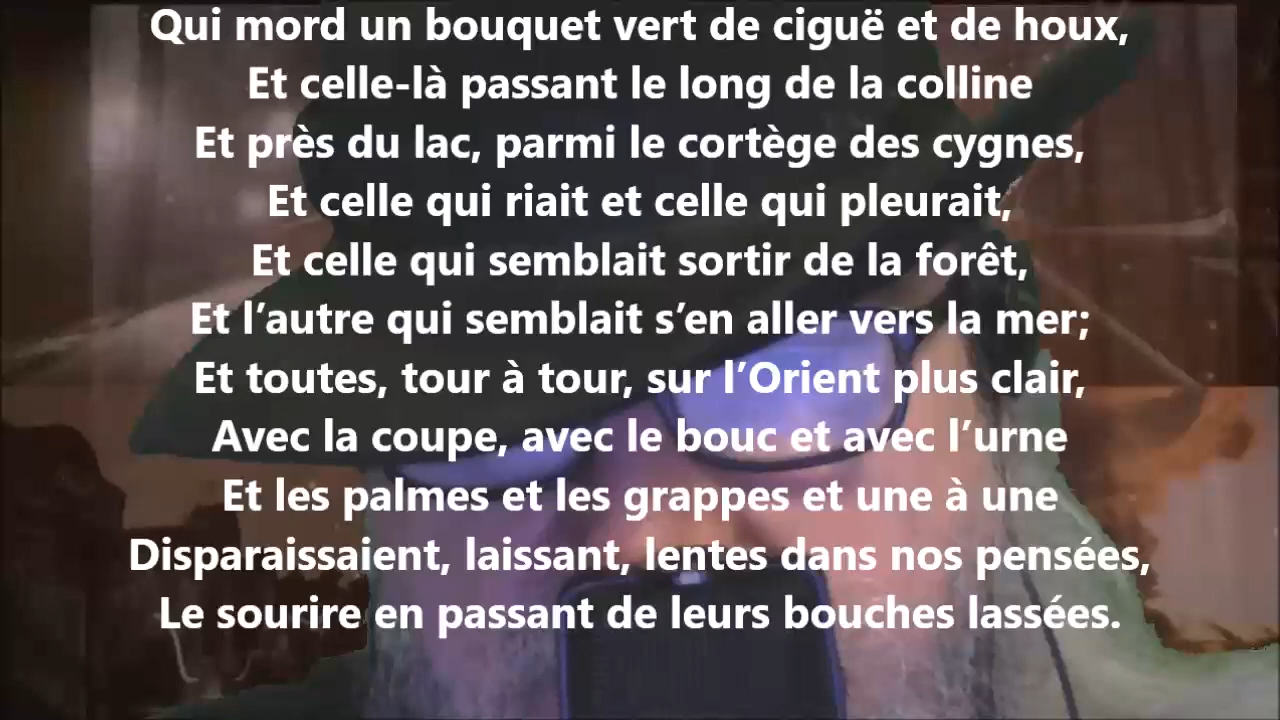 Qui mord un bouquet vert de ciguë et de houx,
Et celle-là passant le long de la colline
Et près du lac, parmi le cortège des cygnes,
Et celle qui riait et celle qui pleurait,
Et celle qui semblait sortir de la forêt,
Et l’autre qui semblait s’en aller vers la mer;
Et toutes, tour à tour, sur l’Orient plus clair,
Avec la coupe, avec le bouc et avec l’urne
Et les palmes et les grappes et une à une
Disparaissaient, laissant, lentes dans nos pensées,
Le sourire en passant de leurs bouches lassées.